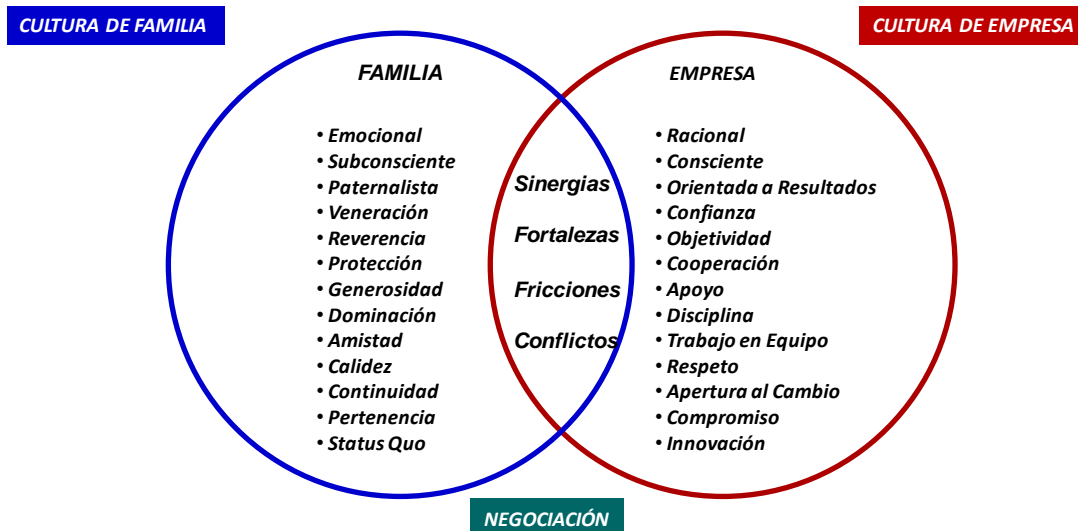 CULTURA DE FAMILIA
CULTURA DE EMPRESA
FAMILIA
• Emocional
• Subconsciente
• Paternalista
• Veneración
• Reverencia
• Protección
• Generosidad
• Dominación
• Amistad
• Calidez
• Continuidad
• Pertenencia
• Status Quo
Sinergias
Fortalezas
Fricciones
Conflictos
EMPRESA
• Racional
• Consciente
• Orientada a Resultados
• Confianza
• Objetividad
• Cooperación
• Apoyo
• Disciplina
• Trabajo en Equipo
• Respeto
• Apertura al Cambio
• Compromiso
• Innovación
NEGOCIACIÓN